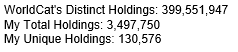 WorldCat's Distinct Holdings: 399,551,947
My Total Holdings: 3,497,750
My Unique Holdings: 130,576